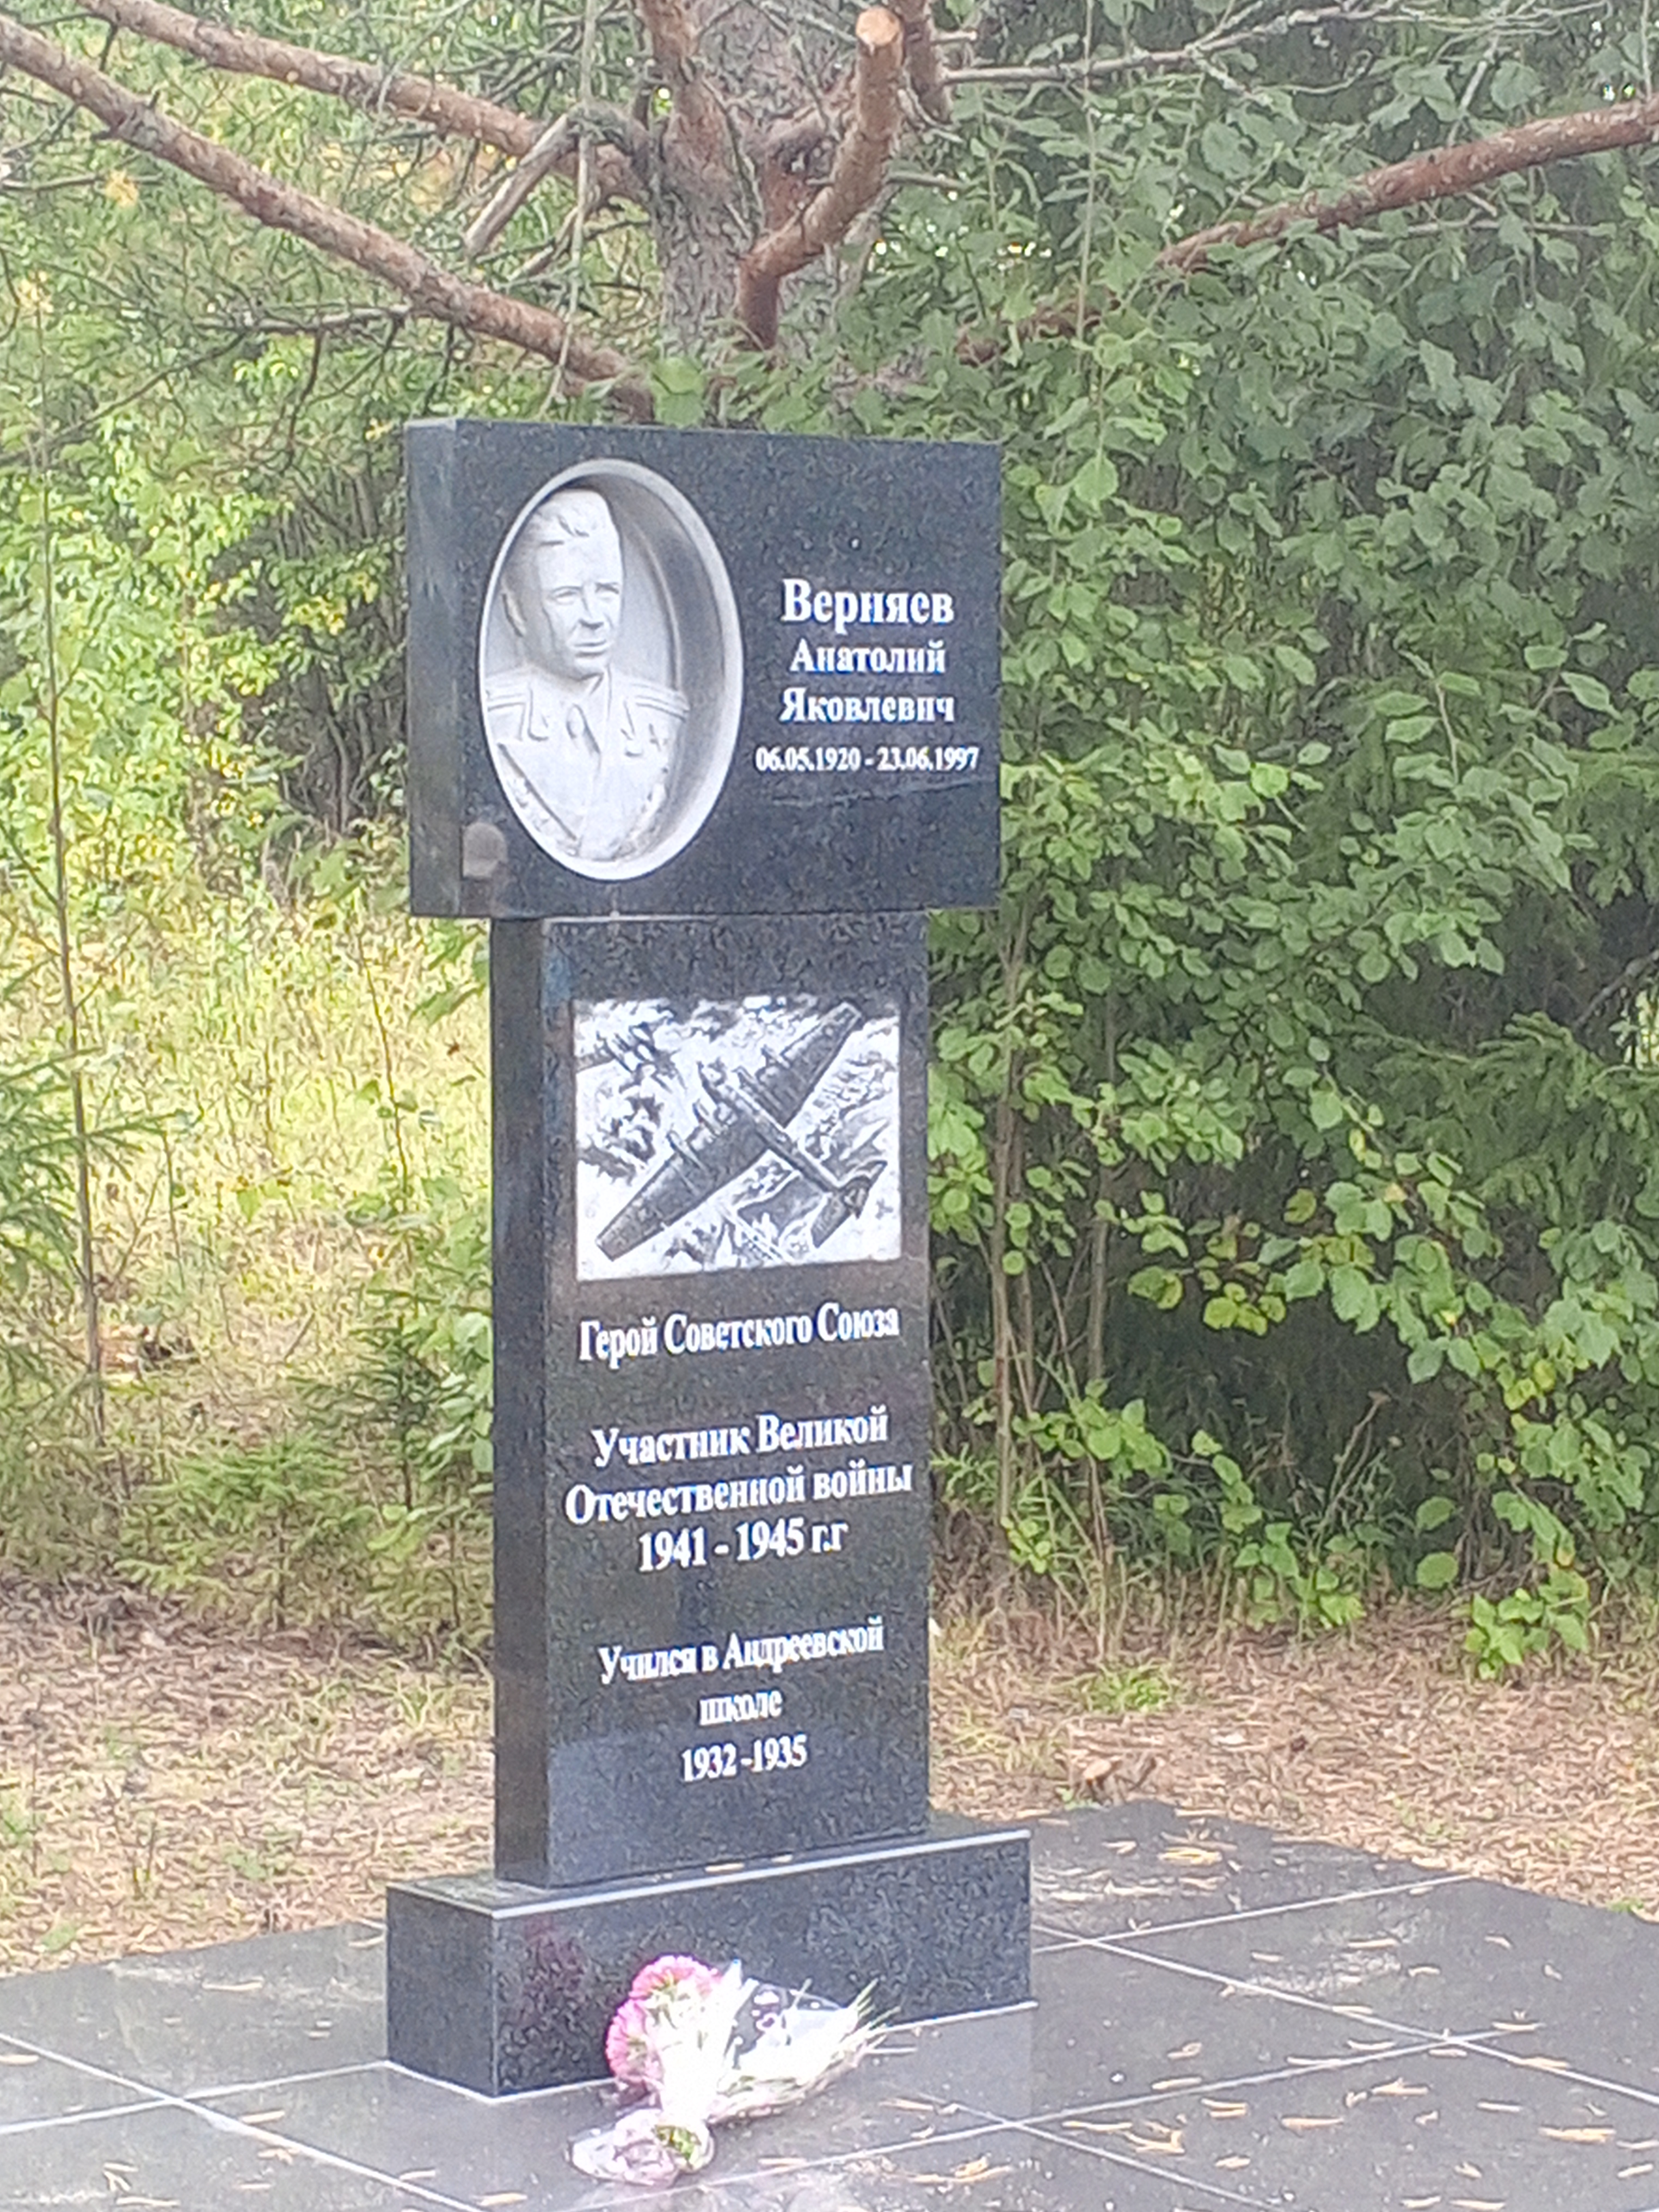 Верняев
Анатолий
Яковлевич
06.05.1920 - 23.06.1997
Герой Советского Союза
Участник Великой
Отечественной войны
1941 - 1945 г.г
Учился в Андреевской
школе
1932 -1935